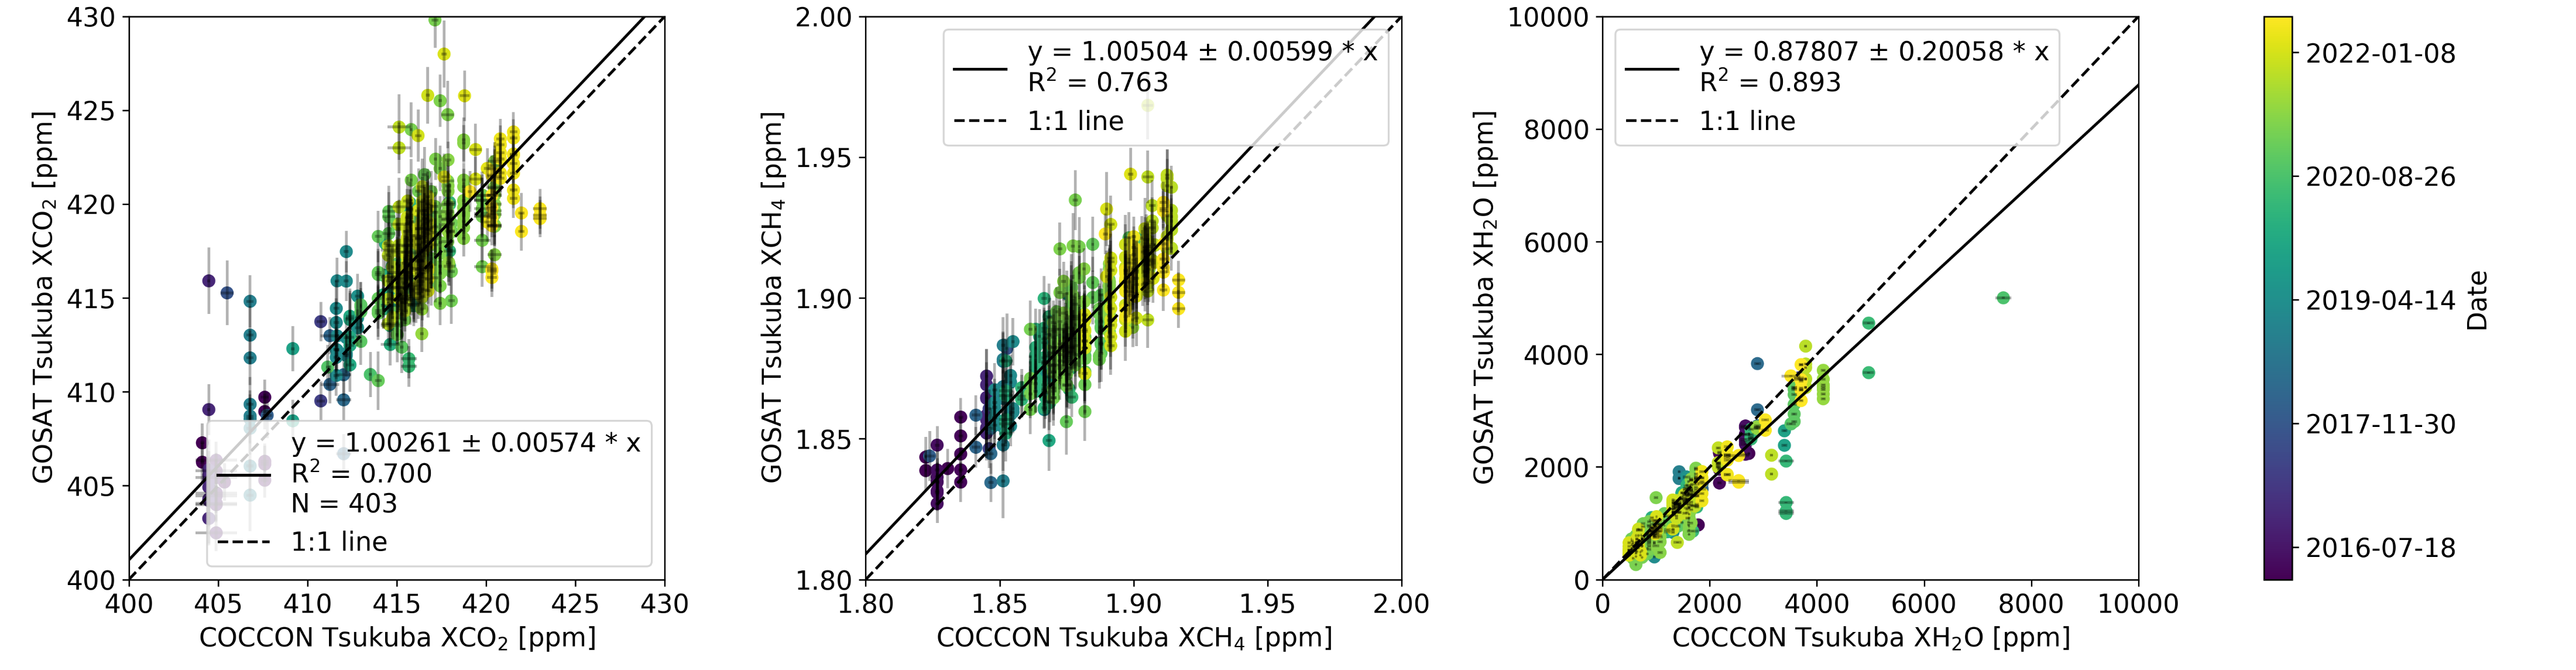 430
425
420
415
410
405
400
400 405 410 415 420 425 430
GOSAT Tsukuba XCO₂ [ppm]
COCCON Tsukuba XCO₂ [ppm]
y = 1.00261 ± 0.00574 * x
R² = 0.700
N = 403
1:1 line
2.00
1.95
1.90
1.85
1.80
1.80 1.85 1.90 1.95 2.00
GOSAT Tsukuba XCH₄ [ppm]
COCCON Tsukuba XCH₄ [ppm]
y = 1.00504 ± 0.00599 * x
R² = 0.763
1:1 line
10000
8000
6000
4000
2000
0
0 2000 4000 6000 8000 10000
GOSAT Tsukuba XH₂O [ppm]
COCCON Tsukuba XH₂O [ppm]
y = 0.87807 ± 0.20058 * x
R² = 0.893
1:1 line
2022-01-08
2020-08-26
2019-04-14
2017-11-30
2016-07-18
Date